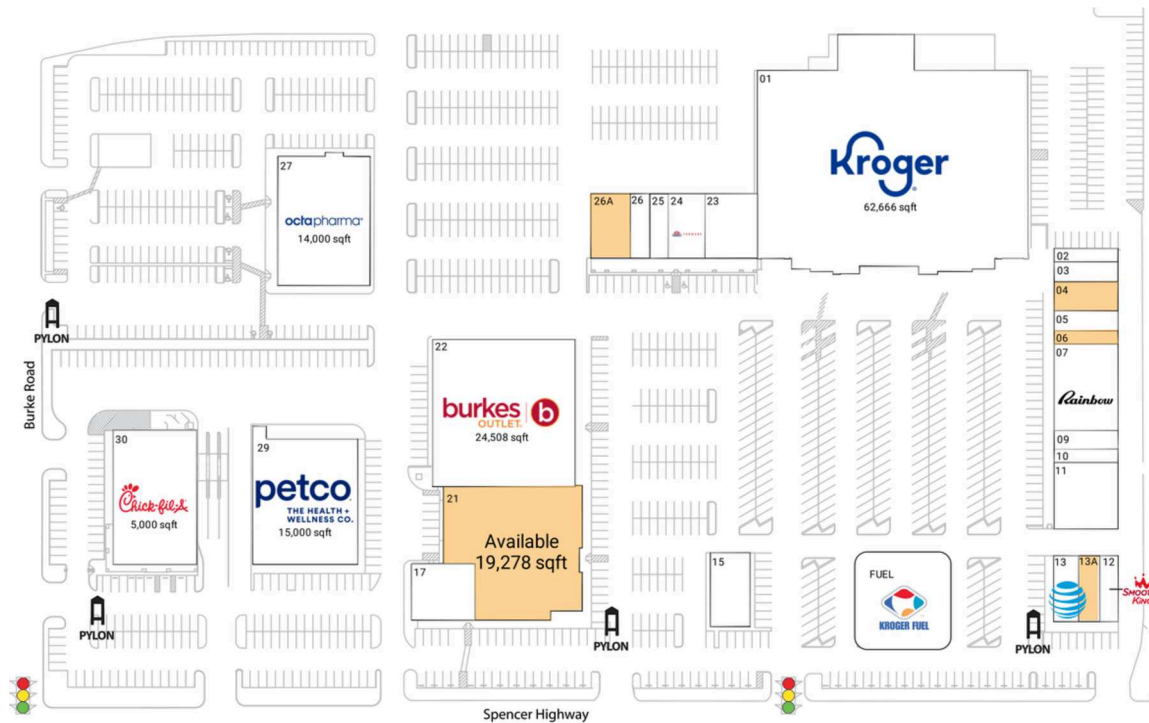 01
Kroger
62,666 sqft
27
octapharma
14,000 sqft
26A
26
25
24
23
02
03
04
05
06
07
Rainbow
09
10
11
PYLON
Burke Road
22
burkes b
OUTLET.
24,508 sqft
30
Chick-fil-A
5,000 sqft
29
petco
THE HEALTH +
WELLNESS CO.
15,000 sqft
21
Available
19,278 sqft
17
15
FUEL
KROGER FUEL
13
13A
12
PYLON
PYLON
PYLON
Spencer Highway